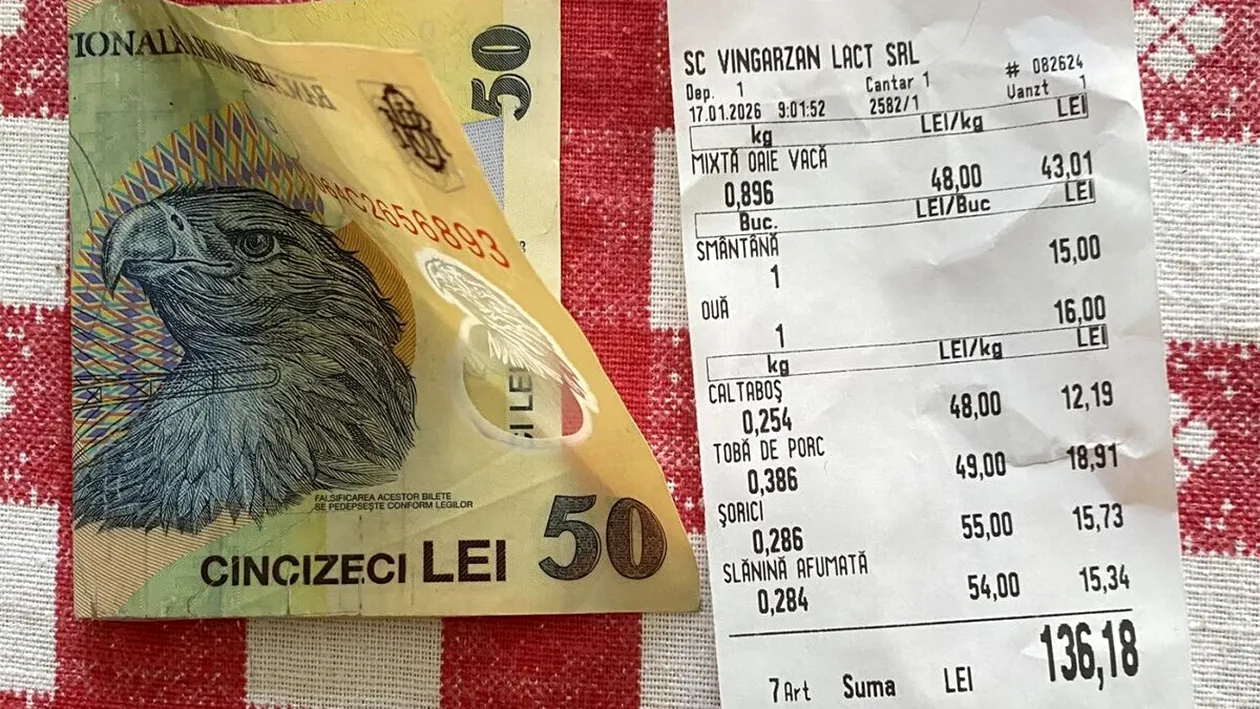 50
CINCIZECI LEI 50
FALSIFICAREA ACESTOR BILETE
SE PEDEPSEȘTE CONFORM LEGILOR
SC VINGARZAN LACT SRL
Dep. 1 Cantar 1 # 082624
17.01.2026 9:01:52 2582/1 Vanzt 1
kg LEI/kg LEI
MIXTĂ OAIE VACĂ
0,896 48,00 43,01
Buc. LEI/Buc LEI
SMÂNTÂNĂ
1 15,00
OUĂ
1 16,00
kg LEI/kg LEI
CALTABOȘ
0,254 48,00 12,19
TOBĂ DE PORC
0,386 49,00 18,91
ȘORICI
0,286 55,00 15,73
SLĂNINĂ AFUMATĂ
0,284 54,00 15,34
7 Art Suma LEI 136,18